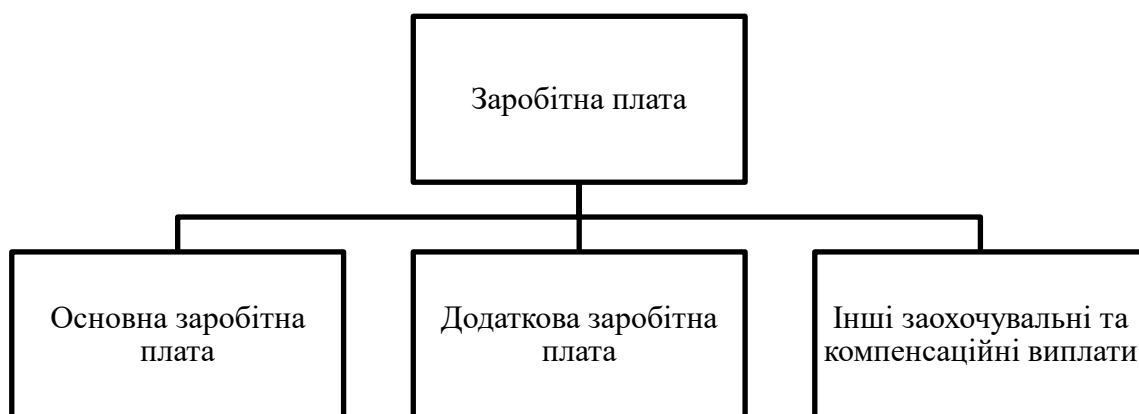 Заробітна плата
Основна заробітна
плата
Додаткова заробітна
плата
Інші заохочувальні та
компенсаційні виплати